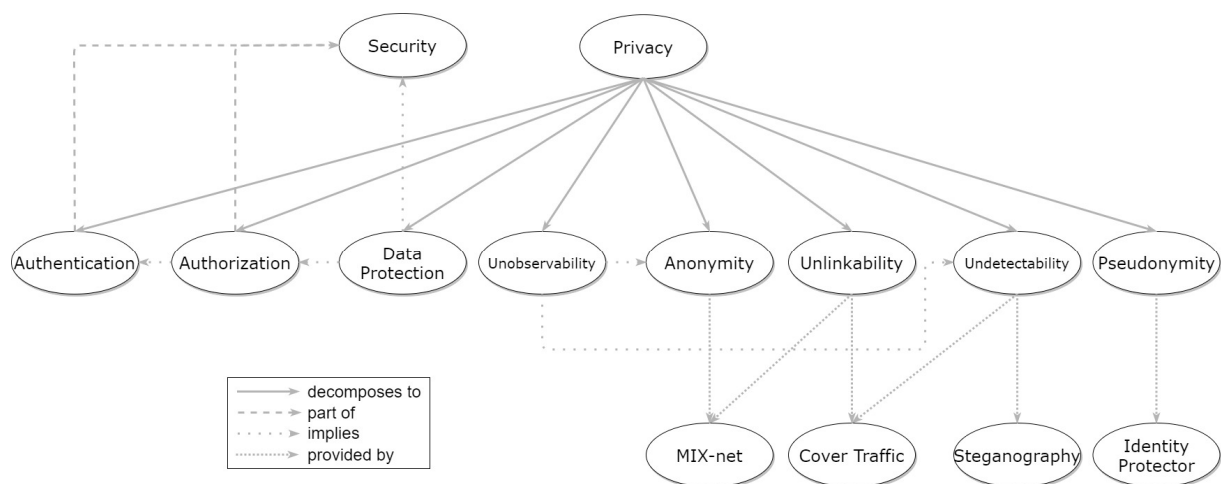 Security
Privacy
Authentication
Authorization
Data
Protection
Unobservability
Anonymity
Unlinkability
Undetectability
Pseudonymity
decomposes to
part of
implies
provided by
MIX-net
Cover Traffic
Steganography
Identity
Protector